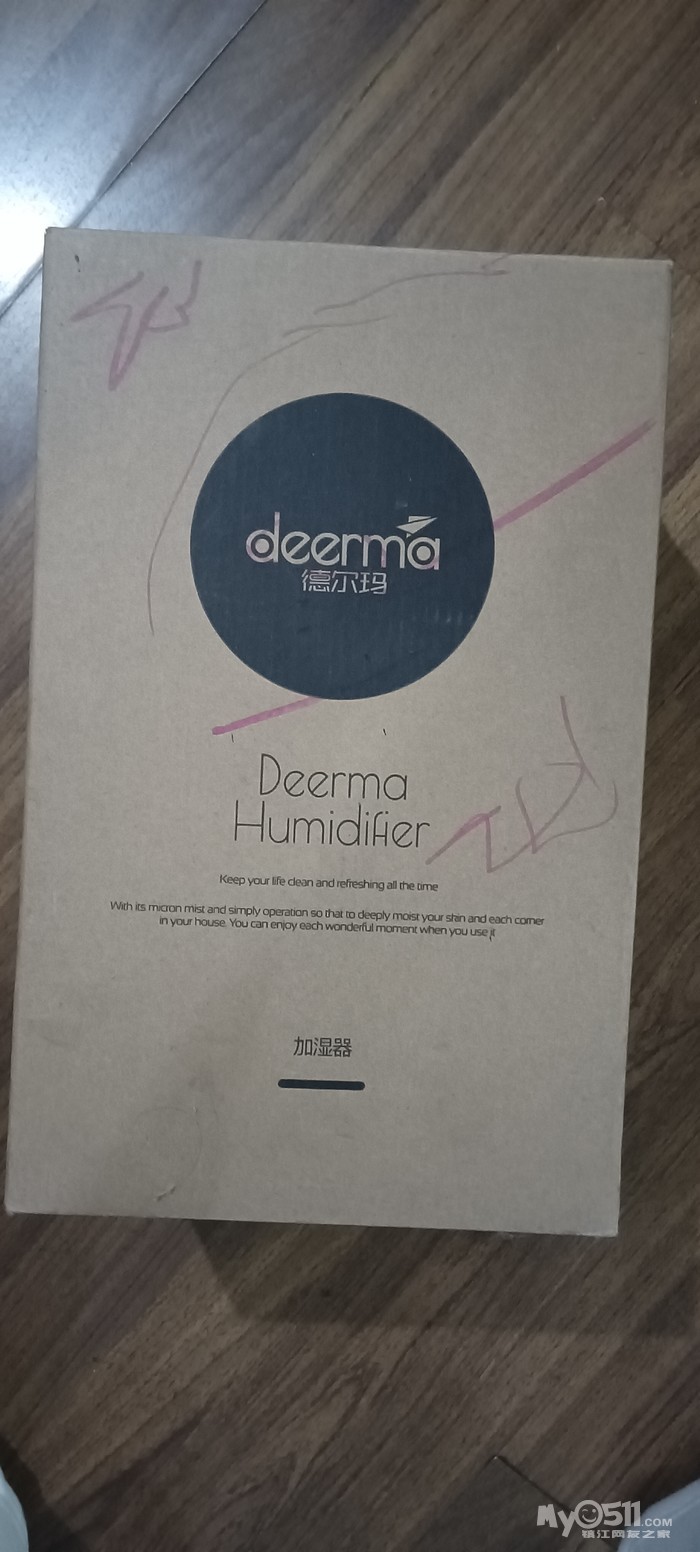 deerma
德尔玛
Deerma
Humidifier
Keep your life clean and refreshing all the time
With its micron mist and simply operation so that to deeply moist your shin and each corner
in your house. You can enjoy each wonderful moment when you use it
加湿器
My0511.COM
镇江网友之家